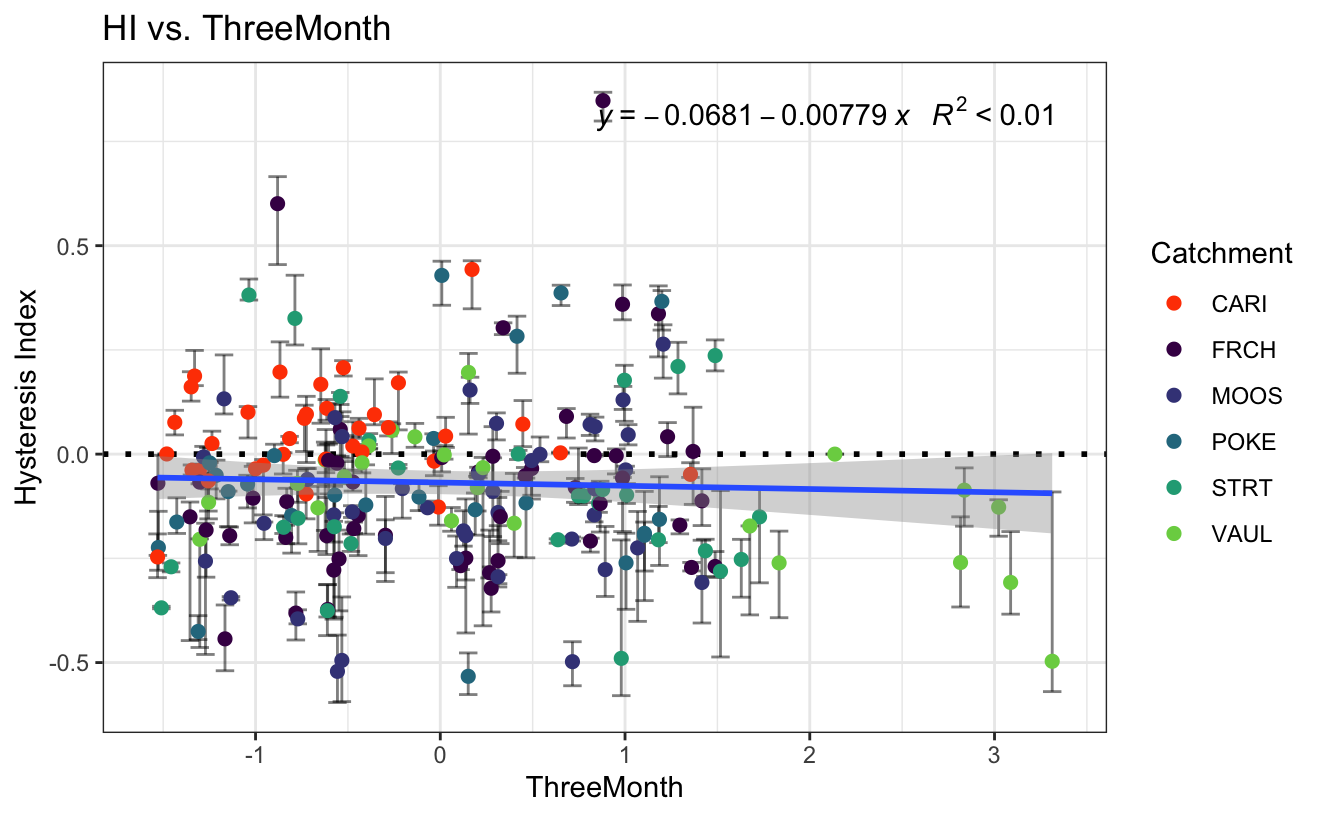 HI vs. ThreeMonth
y = −0.0681 − 0.00779 x R² < 0.01
0.5
0.0
-0.5
Hysteresis Index
-1 0 1 2 3
ThreeMonth
Catchment
CARI
FRCH
MOOS
POKE
STRT
VAUL